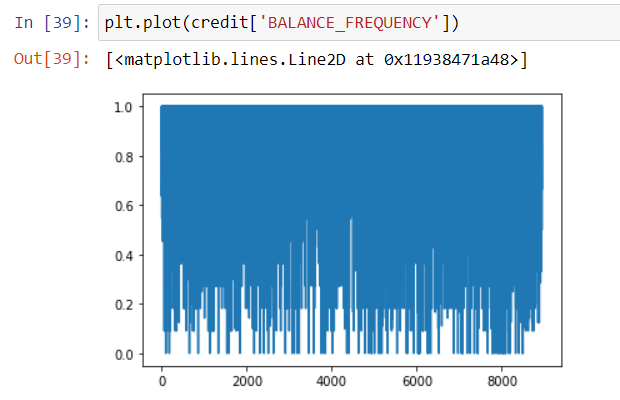 In [39]: plt.plot(credit['BALANCE_FREQUENCY'])
Out[39]: [<matplotlib.lines.Line2D at 0x11938471a48>]
1.0
0.8
0.6
0.4
0.2
0.0
0 2000 4000 6000 8000